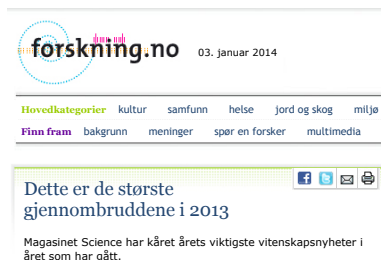 forskning.no
03. januar 2014
Hovedkategorier kultur samfunn helse jord og skog miljø
Finn fram bakgrunn meninger spør en forsker multimedia
Dette er de største
gjennombruddene i 2013
Magasinet Science har kåret årets viktigste vitenskapsnyheter i
året som har gått.